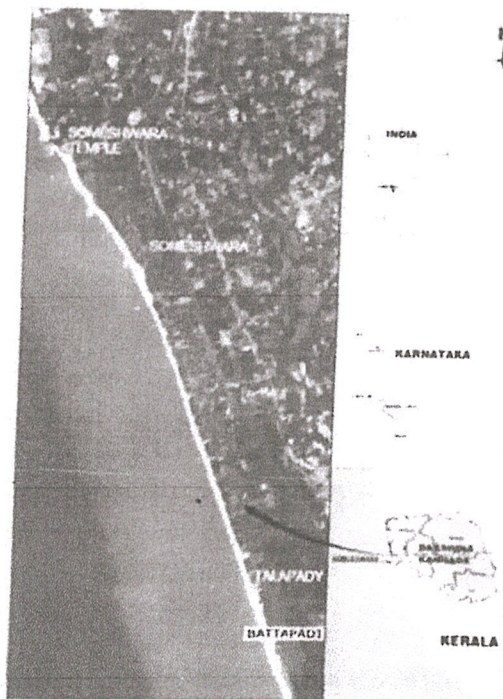 SOMESHWARA
TEMPLE
INDIA
SOMESHWARA
KARNATAKA
DAKSHINA
KANNADA
TALAPADY
BATTAPADI
KERALA